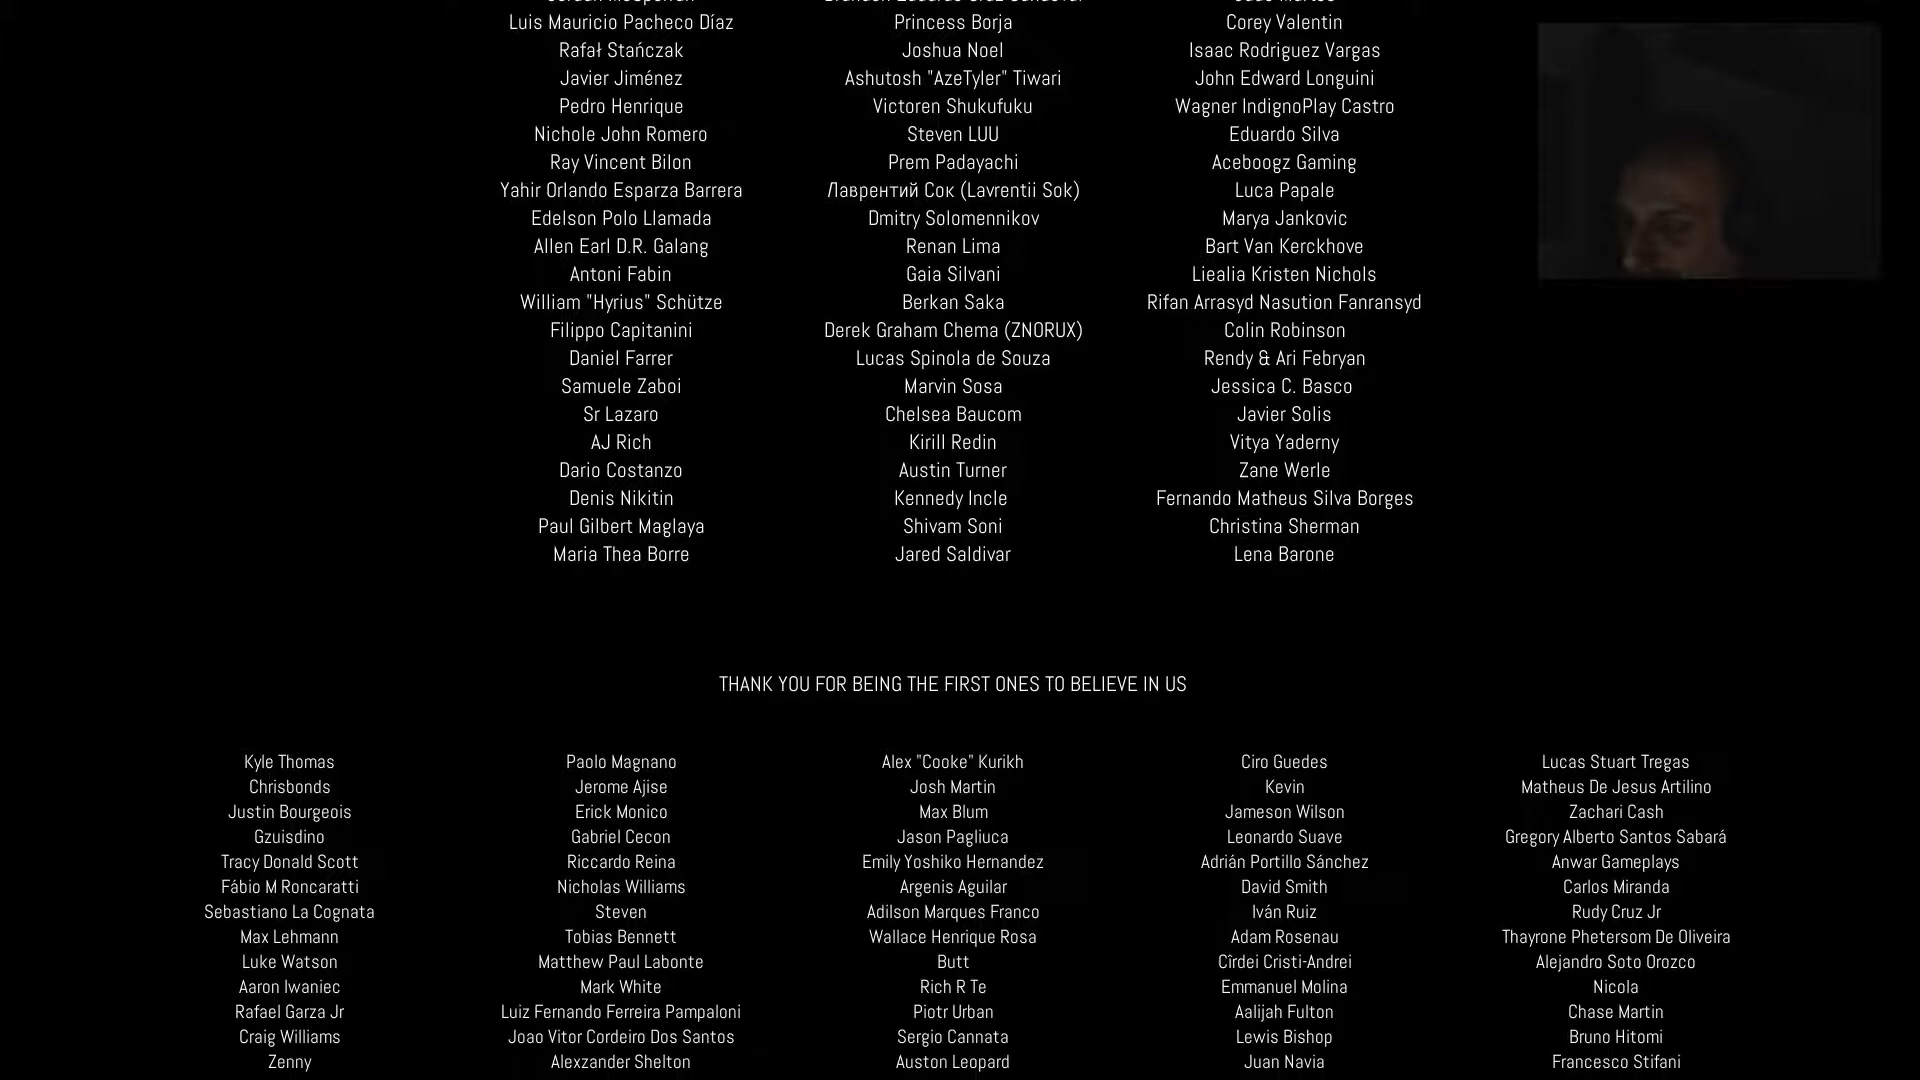 Luis Mauricio Pacheco Díaz Princess Borja Corey Valentin
Rafał Stańczak Joshua Noel Isaac Rodriguez Vargas
Javier Jiménez Ashutosh "AzeTyler" Tiwari John Edward Longuini
Pedro Henrique Victoren Shukufuku Wagner IndignoPlay Castro
Nichole John Romero Steven LUU Eduardo Silva
Ray Vincent Bilon Prem Padayachi Aceboogz Gaming
Yahir Orlando Esparza Barrera Лаврентий Сок (Lavrentii Sok) Luca Papale
Edelson Polo Llamada Dmitry Solomennikov Marya Jankovic
Allen Earl D.R. Galang Renan Lima Bart Van Kerckhove
Antoni Fabin Gaia Silvani Liealia Kristen Nichols
William "Hyrius" Schütze Berkan Saka Rifan Arrasyd Nasution Fanransyd
Filippo Capitanini Derek Graham Chema (ZNORUX) Colin Robinson
Daniel Farrer Lucas Spinola de Souza Rendy & Ari Febryan
Samuele Zaboi Marvin Sosa Jessica C. Basco
Sr Lazaro Chelsea Baucom Javier Solis
AJ Rich Kirill Redin Vitya Yaderny
Dario Costanzo Austin Turner Zane Werle
Denis Nikitin Kennedy Incle Fernando Matheus Silva Borges
Paul Gilbert Maglaya Shivam Soni Christina Sherman
Maria Thea Borre Jared Saldivar Lena Barone
THANK YOU FOR BEING THE FIRST ONES TO BELIEVE IN US
Kyle Thomas Paolo Magnano Alex "Cooke" Kurikh Ciro Guedes Lucas Stuart Tregas
Chrisbonds Jerome Ajise Josh Martin Kevin Matheus De Jesus Artilino
Justin Bourgeois Erick Monico Max Blum Jameson Wilson Zachari Cash
Gzuisdino Gabriel Cecon Jason Pagliuca Leonardo Suave Gregory Alberto Santos Sabará
Tracy Donald Scott Riccardo Reina Emily Yoshiko Hernandez Adrián Portillo Sánchez Anwar Gameplays
Fábio M Roncaratti Nicholas Williams Argenis Aguilar David Smith Carlos Miranda
Sebastiano La Cognata Steven Adilson Marques Franco Iván Ruiz Rudy Cruz Jr
Max Lehmann Tobias Bennett Wallace Henrique Rosa Adam Rosenau Thayrone Phetersom De Oliveira
Luke Watson Matthew Paul Labonte Butt Cîrdei Cristi-Andrei Alejandro Soto Orozco
Aaron Iwaniec Mark White Rich R Te Emmanuel Molina Nicola
Rafael Garza Jr Luiz Fernando Ferreira Pampaloni Piotr Urban Aalijah Fulton Chase Martin
Craig Williams Joao Vitor Cordeiro Dos Santos Sergio Cannata Lewis Bishop Bruno Hitomi
Zenny Alexzander Shelton Auston Leopard Juan Navia Francesco Stifani